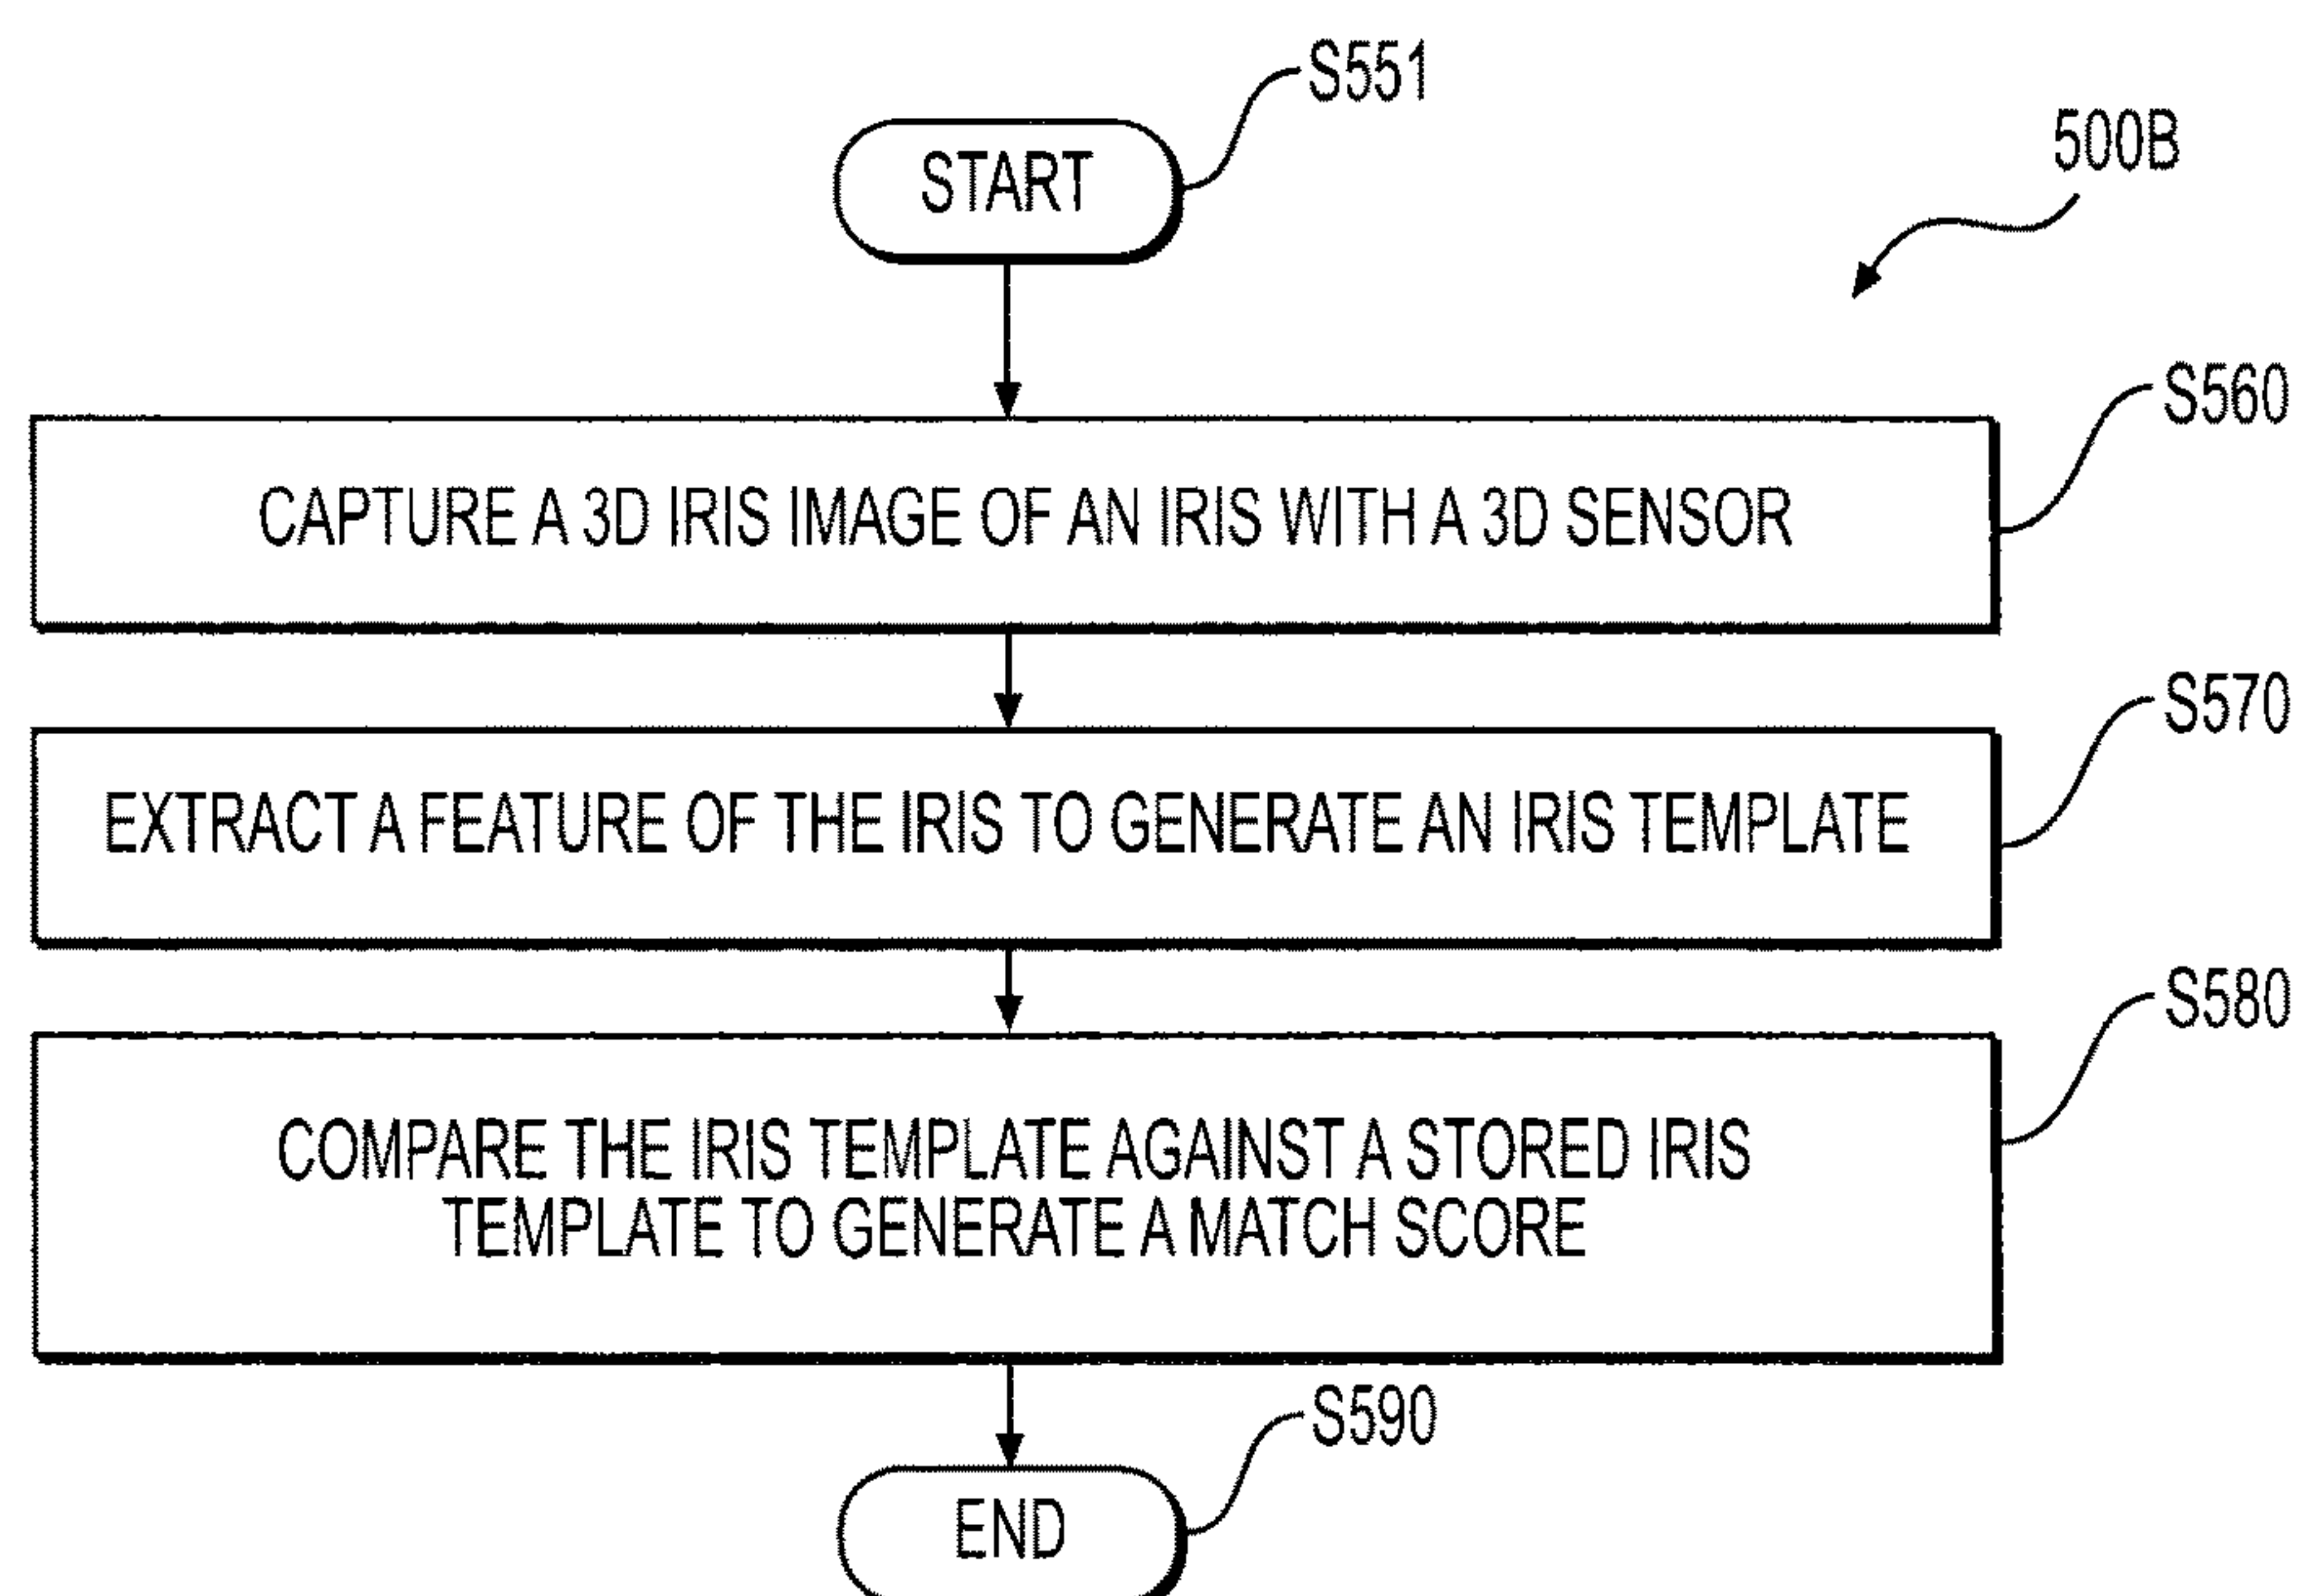 S551
START
500B
S560
CAPTURE A 3D IRIS IMAGE OF AN IRIS WITH A 3D SENSOR
S570
EXTRACT A FEATURE OF THE IRIS TO GENERATE AN IRIS TEMPLATE
S580
COMPARE THE IRIS TEMPLATE AGAINST A STORED IRIS
TEMPLATE TO GENERATE A MATCH SCORE
S590
END